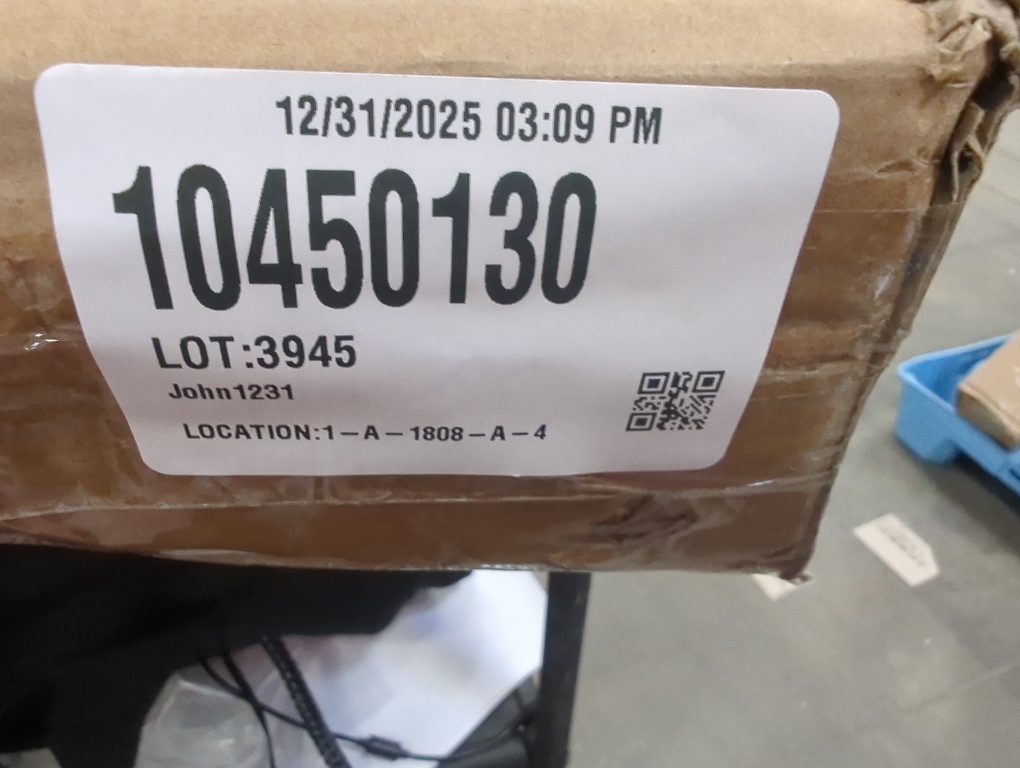 12/31/2025 03:09 PM
10450130
LOT:3945
John1231
LOCATION:1-A-1808-A-4